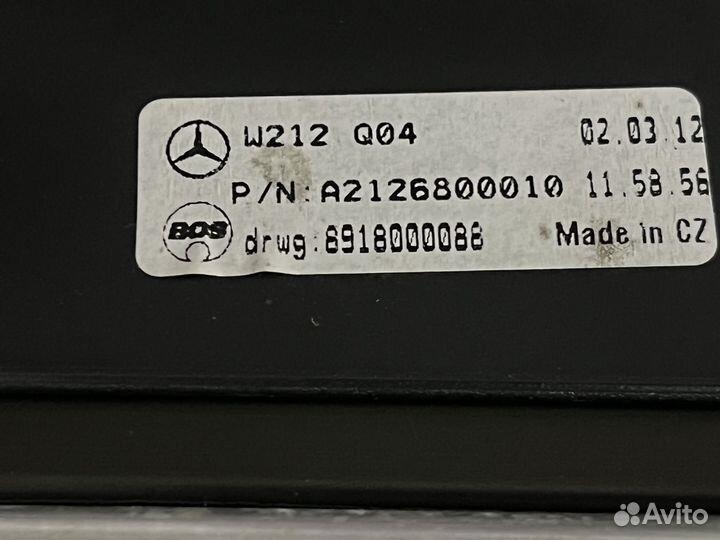 W212 Q04 02.03.12
P/N:A2126800010 11.58.56
BOS drwg:8918000088 Made in CZ
Avito